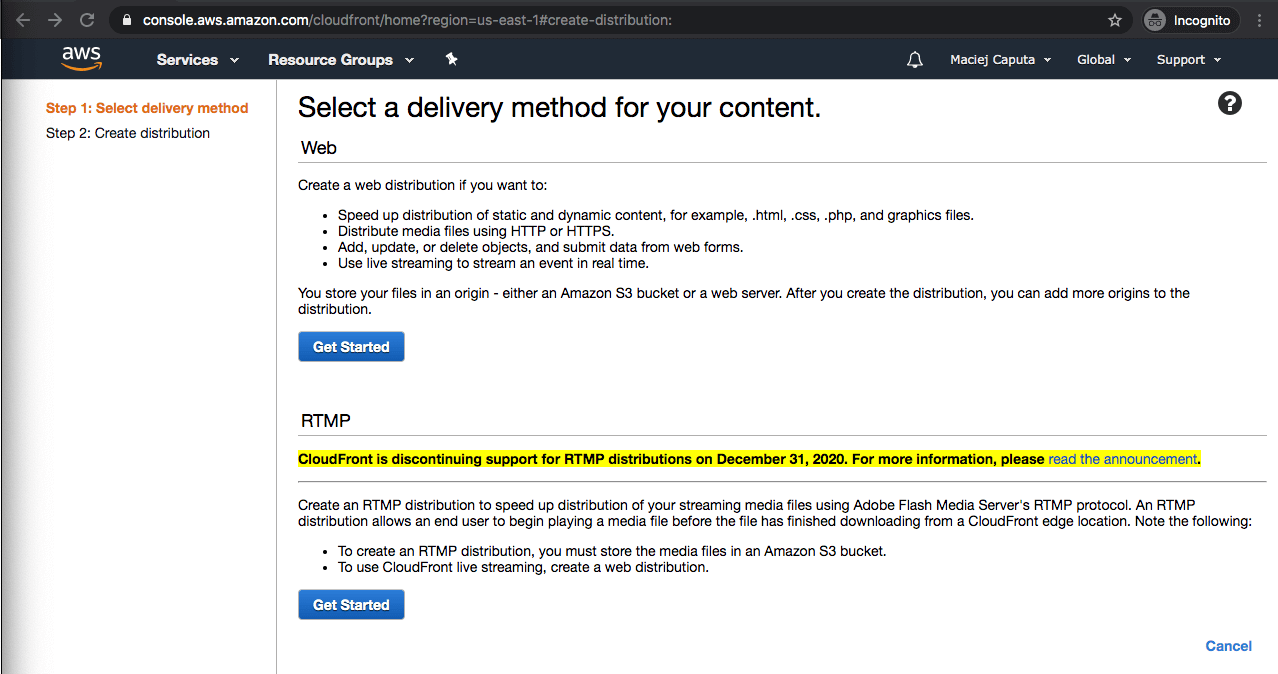 console.aws.amazon.com/cloudfront/home?region=us-east-1#create-distribution:
Incognito
aws
Services
Resource Groups
Maciej Caputa
Global
Support
Step 1: Select delivery method
Step 2: Create distribution
Select a delivery method for your content.
?
Web
Create a web distribution if you want to:
• Speed up distribution of static and dynamic content, for example, .html, .css, .php, and graphics files.
• Distribute media files using HTTP or HTTPS.
• Add, update, or delete objects, and submit data from web forms.
• Use live streaming to stream an event in real time.
You store your files in an origin - either an Amazon S3 bucket or a web server. After you create the distribution, you can add more origins to the
distribution.
Get Started
RTMP
CloudFront is discontinuing support for RTMP distributions on December 31, 2020. For more information, please read the announcement.
Create an RTMP distribution to speed up distribution of your streaming media files using Adobe Flash Media Server's RTMP protocol. An RTMP
distribution allows an end user to begin playing a media file before the file has finished downloading from a CloudFront edge location. Note the following:
• To create an RTMP distribution, you must store the media files in an Amazon S3 bucket.
• To use CloudFront live streaming, create a web distribution.
Get Started
Cancel